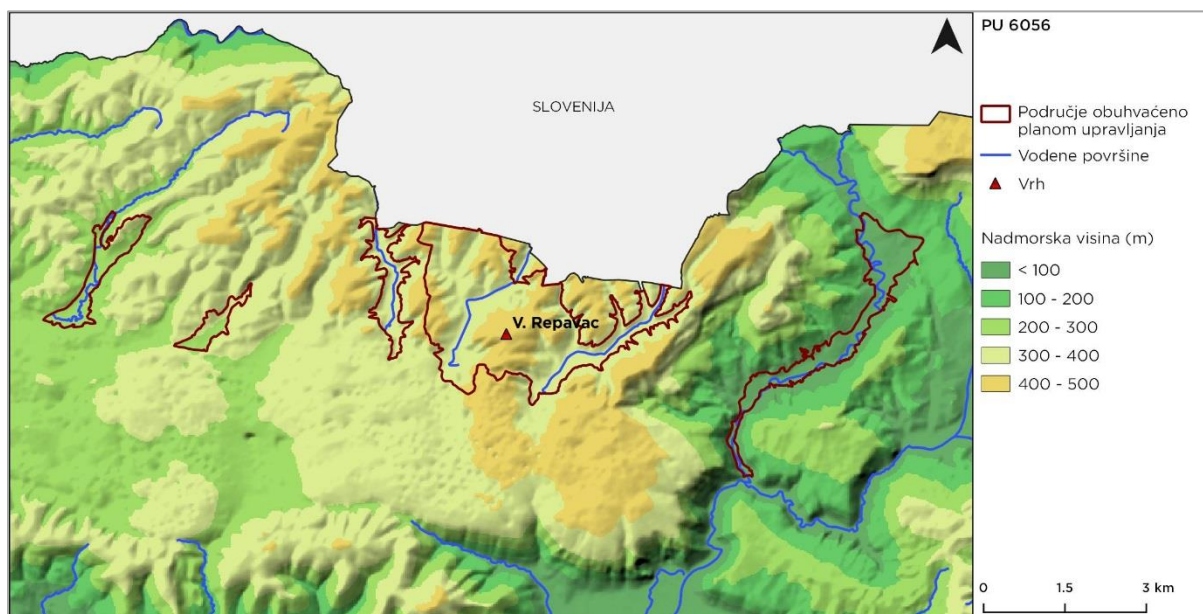 PU 6056
SLOVENIJA
V. Repavac
Područje obuhvaćeno
planom upravljanja
Vodene površine
Vrh
Nadmorska visina (m)
< 100
100 - 200
200 - 300
300 - 400
400 - 500
0 1.5 3 km